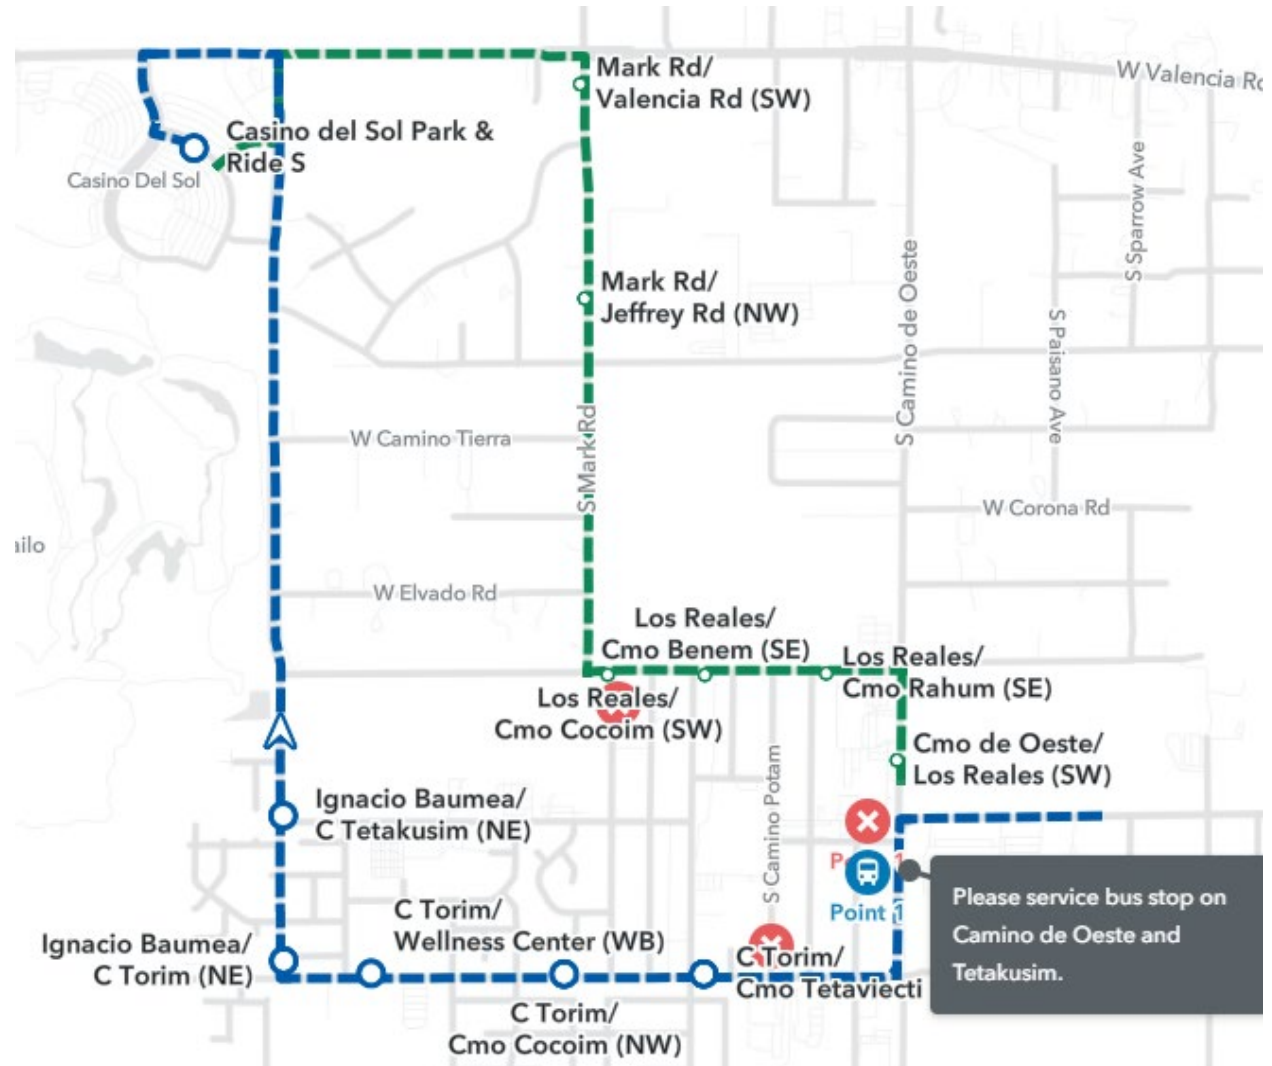 Mark Rd/
Valencia Rd (SW)
W Valencia Rd
Casino del Sol Park &
Ride S
Casino Del Sol
S Sparrow Ave
Mark Rd/
Jeffrey Rd (NW)
S Camino de Oeste
S Paisano Ave
W Camino Tierra
S Mark Rd
W Corona Rd
ailo
W Elvado Rd
Los Reales/
Cmo Benem (SE)
Los Reales/
Cmo Rahum (SE)
Los Reales/
Cmo Cocoim (SW)
Cmo de Oeste/
Los Reales (SW)
S Camino Potam
Ignacio Baumea/
C Tetakusim (NE)
Point 1
Please service bus stop on
Camino de Oeste and
Tetakusim.
C Torim/
Wellness Center (WB)
Ignacio Baumea/
C Torim (NE)
C Torim/
Cmo Tetaviecti
C Torim/
Cmo Cocoim (NW)